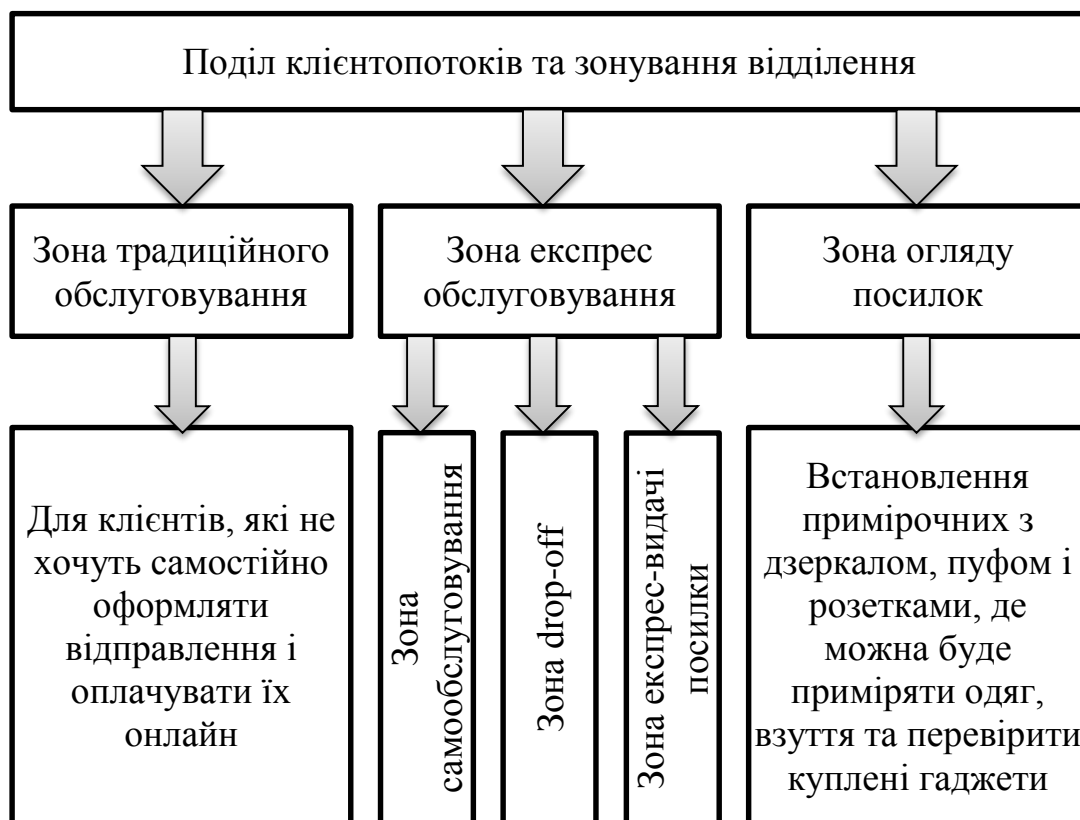 Поділ клієнтопотоків та зонування відділення
Зона традиційного
обслуговування
Зона експрес
обслуговування
Зона огляду
посилок
Для клієнтів, які не
хочуть самостійно
оформляти
відправлення і
оплачувати їх
онлайн
Зона
самообслуговування
Зона drop-off
Зона експрес-видачі
посилки
Встановлення
примірочних з
дзеркалом, пуфом і
розетками, де
можна буде
приміряти одяг,
взуття та перевірити
куплені гаджети